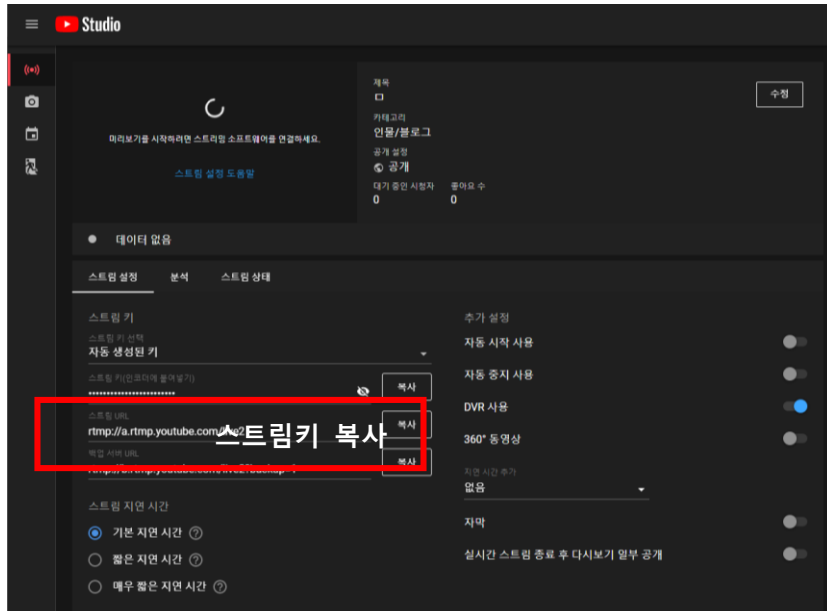 Studio
미리보기를 시작하려면 스트리밍 소프트웨어를 연결하세요.
스트림 설정 도움말
제목
ㅁ
카테고리
인물/블로그
공개 설정
공개
대기 중인 시청자 좋아요 수
0 0
수정
데이터 없음
스트림 설정 분석 스트림 상태
스트림 키
스트림 키 선택
자동 생성된 키
스트림 키(인코더에 붙여넣기)
••••••••••••••••••••••••
복사
스트림 URL
rtmp://a.rtmp.youtube.com/live2
복사
스트림키 복사
백업 서버 URL
복사
스트림 지연 시간
기본 지연 시간
짧은 지연 시간
매우 짧은 지연 시간
추가 설정
자동 시작 사용
자동 중지 사용
DVR 사용
360° 동영상
지연 시간 추가
없음
자막
실시간 스트림 종료 후 다시보기 일부 공개